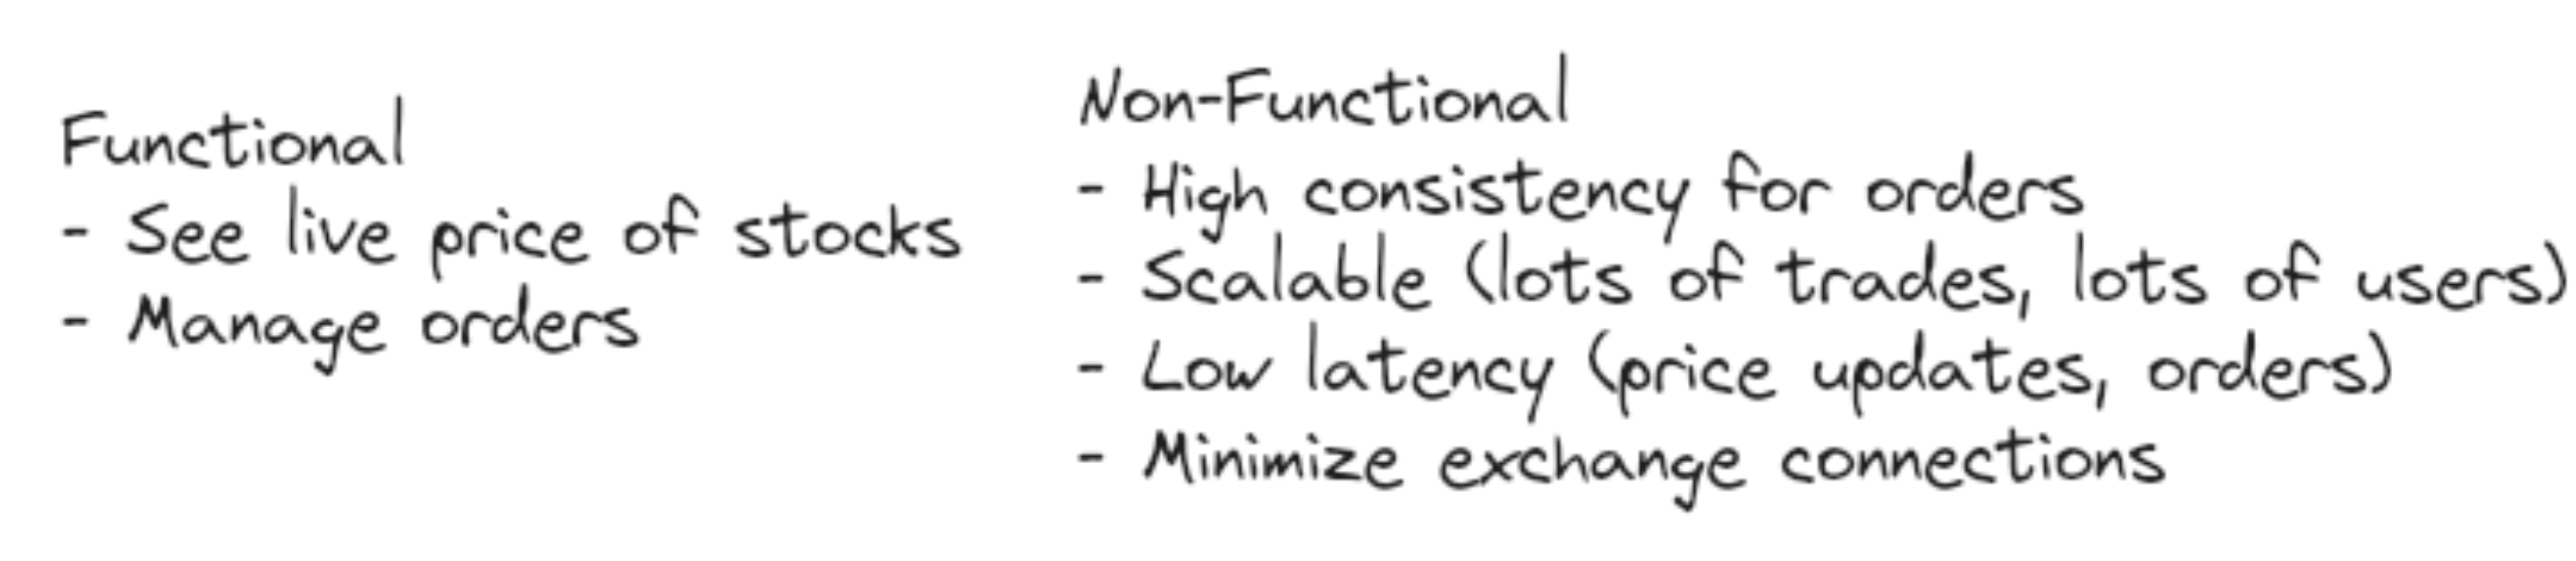 Functional
- See live price of stocks
- Manage orders
Non-Functional
- High consistency for orders
- Scalable (lots of trades, lots of users)
- Low latency (price updates, orders)
- Minimize exchange connections